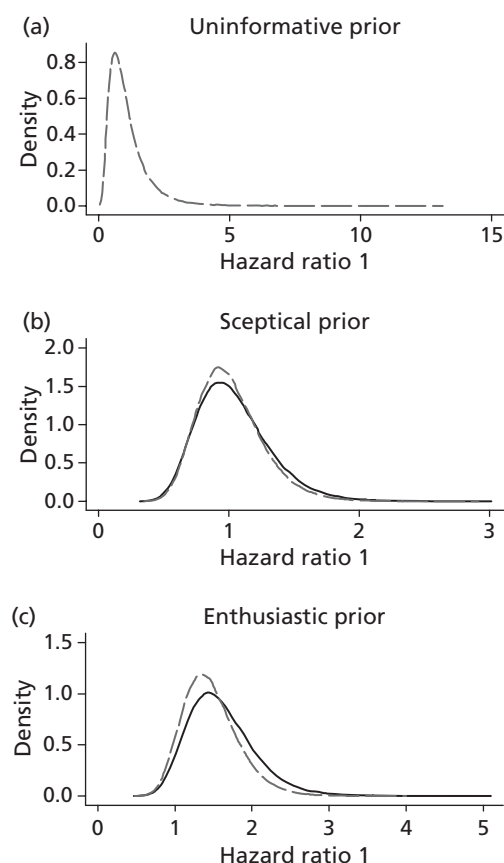 (a) Uninformative prior
0.8
0.6
0.4
0.2
0.0
Density
0 5 10 15
Hazard ratio 1
(b) Sceptical prior
2.0
1.5
1.0
0.5
0.0
Density
0 1 2 3
Hazard ratio 1
(c) Enthusiastic prior
1.5
1.0
0.5
0.0
Density
0 1 2 3 4 5
Hazard ratio 1